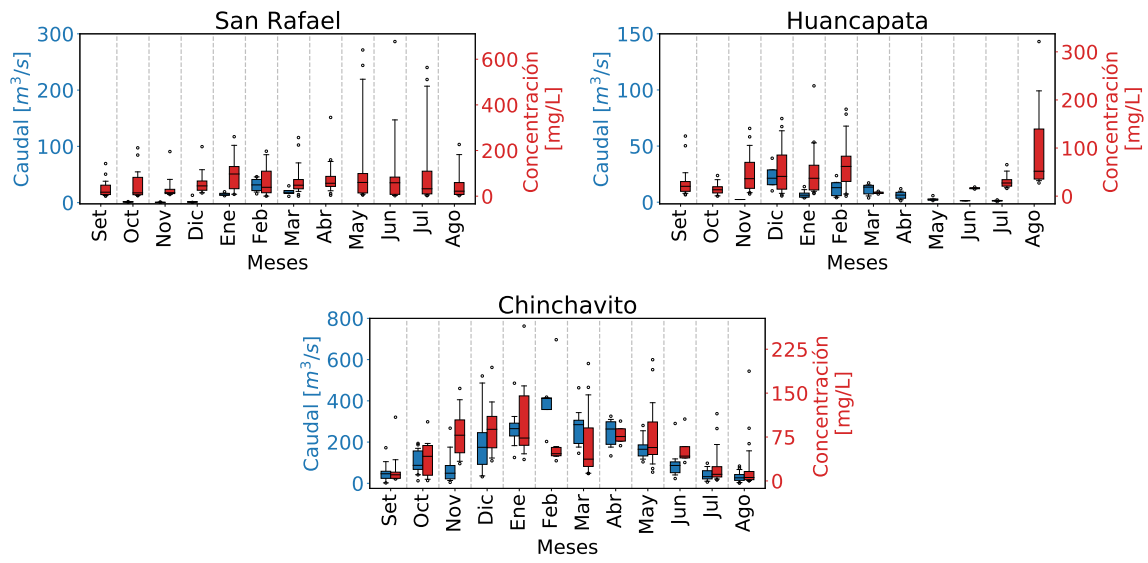 San Rafael
300
200
100
0
Caudal [m³/s]
600
400
200
0
Concentración
[mg/L]
Set Oct Nov Dic Ene Feb Mar Abr May Jun Jul Ago
Meses
Huancapata
150
100
50
0
Caudal [m³/s]
300
200
100
0
Concentración
[mg/L]
Set Oct Nov Dic Ene Feb Mar Abr May Jun Jul Ago
Meses
Chinchavito
800
600
400
200
0
Caudal [m³/s]
225
150
75
0
Concentración
[mg/L]
Set Oct Nov Dic Ene Feb Mar Abr May Jun Jul Ago
Meses